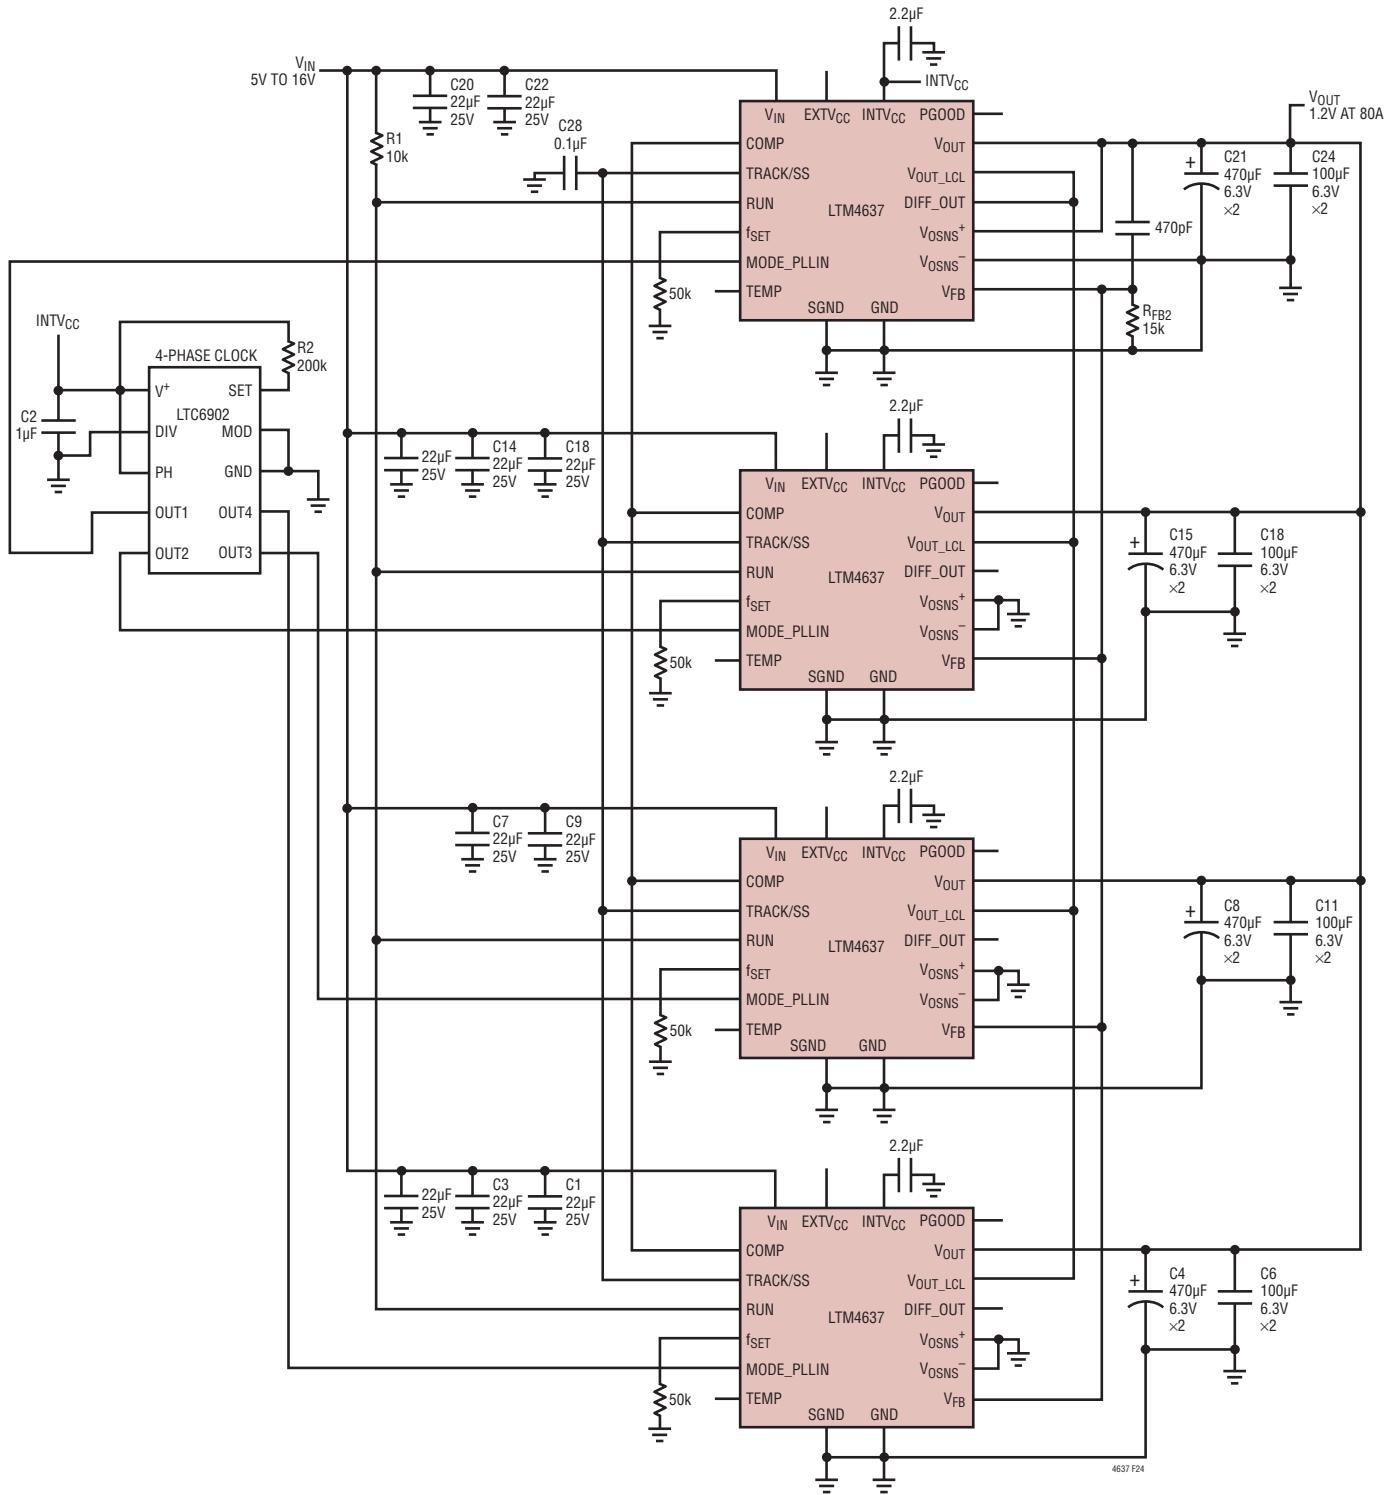 2.2µF
VIN
5V TO 16V
C20
22µF
25V
C22
22µF
25V
INTVCC
VOUT
1.2V AT 80A
R1
10k
C28
0.1µF
VIN
EXTVCC
INTVCC
PGOOD
COMP
VOUT
TRACK/SS
VOUT_LCL
RUN
LTM4637
DIFF_OUT
fSET
VOSNS+
MODE_PLLIN
VOSNS–
TEMP
VFB
SGND
GND
+
C21
470µF
6.3V
×2
C24
100µF
6.3V
×2
470pF
50k
RFB2
15k
INTVCC
4-PHASE CLOCK
R2
200k
V+
SET
LTC6902
DIV
MOD
PH
GND
OUT1
OUT4
OUT2
OUT3
C2
1µF
2.2µF
22µF
25V
C14
22µF
25V
C18
22µF
25V
VIN
EXTVCC
INTVCC
PGOOD
COMP
VOUT
TRACK/SS
VOUT_LCL
RUN
LTM4637
DIFF_OUT
fSET
VOSNS+
MODE_PLLIN
VOSNS–
TEMP
VFB
SGND
GND
+
C15
470µF
6.3V
×2
C18
100µF
6.3V
×2
50k
2.2µF
C7
22µF
25V
C9
22µF
25V
VIN
EXTVCC
INTVCC
PGOOD
COMP
VOUT
TRACK/SS
VOUT_LCL
RUN
LTM4637
DIFF_OUT
fSET
VOSNS+
MODE_PLLIN
VOSNS–
TEMP
VFB
SGND
GND
+
C8
470µF
6.3V
×2
C11
100µF
6.3V
×2
50k
2.2µF
22µF
25V
C3
22µF
25V
C1
22µF
25V
VIN
EXTVCC
INTVCC
PGOOD
COMP
VOUT
TRACK/SS
VOUT_LCL
RUN
LTM4637
DIFF_OUT
fSET
VOSNS+
MODE_PLLIN
VOSNS–
TEMP
VFB
SGND
GND
+
C4
470µF
6.3V
×2
C6
100µF
6.3V
×2
50k
4637 F24